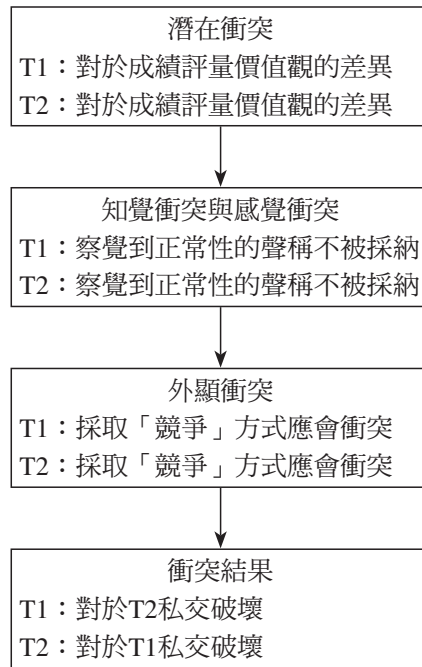 潛在衝突
T1：對於成績評量價值觀的差異
T2：對於成績評量價值觀的差異
知覺衝突與感覺衝突
T1：察覺到正常性的聲稱不被採納
T2：察覺到正常性的聲稱不被採納
外顯衝突
T1：採取「競爭」方式應會衝突
T2：採取「競爭」方式應會衝突
衝突結果
T1：對於T2私交破壞
T2：對於T1私交破壞